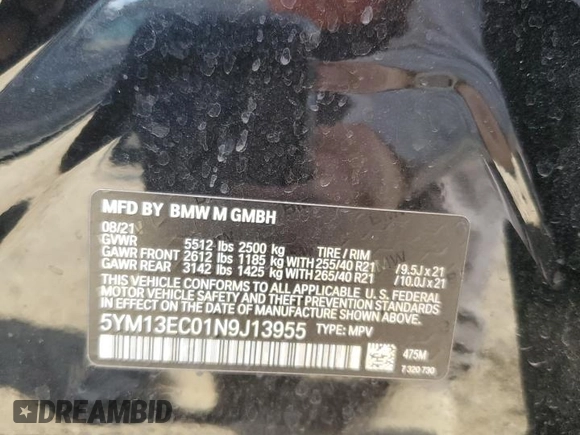 MFD BY BMW M GMBH
08/21
GVWR 5512 lbs 2500 kg TIRE / RIM
GAWR FRONT 2612 lbs 1185 kg WITH 255/40 R21 /9.5J x 21
GAWR REAR 3142 lbs 1425 kg WITH 265/40 R21 /10.0J x 21
THIS VEHICLE CONFORMS TO ALL APPLICABLE U.S. FEDERAL
MOTOR VEHICLE SAFETY AND THEFT PREVENTION STANDARDS
IN EFFECT ON THE DATE OF MANUFACTURE SHOWN ABOVE.
5YM13EC01N9J13955 TYPE: MPV
475M
7 320 730
DREAMBID